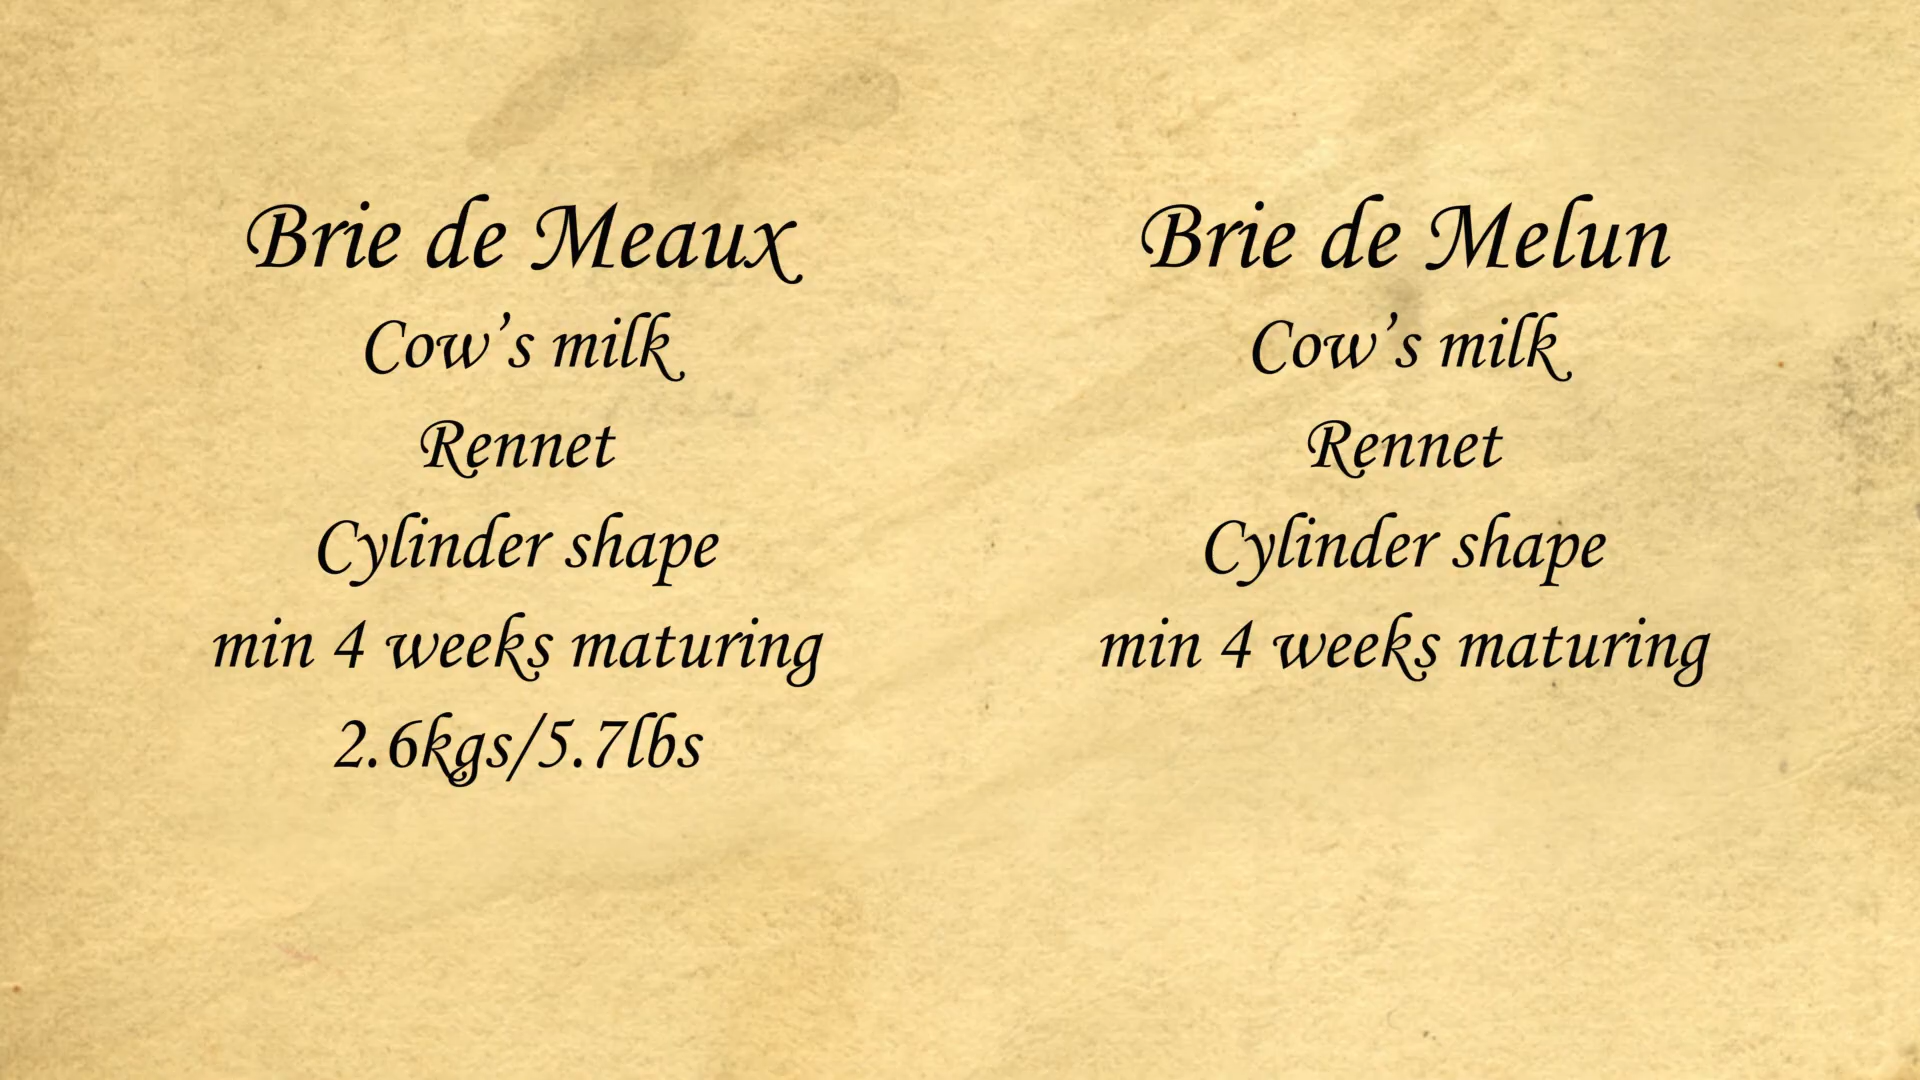 Brie de Meaux
Cow's milk
Rennet
Cylinder shape
min 4 weeks maturing
2.6kgs/5.7lbs
Brie de Melun
Cow's milk
Rennet
Cylinder shape
min 4 weeks maturing